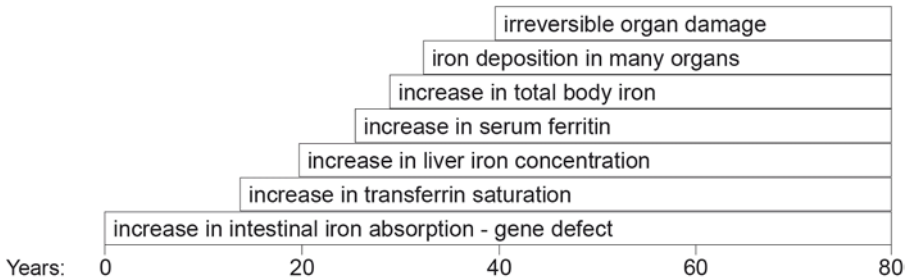 irreversible organ damage
iron deposition in many organs
increase in total body iron
increase in serum ferritin
increase in liver iron concentration
increase in transferrin saturation
increase in intestinal iron absorption - gene defect
Years: 0 20 40 60 80